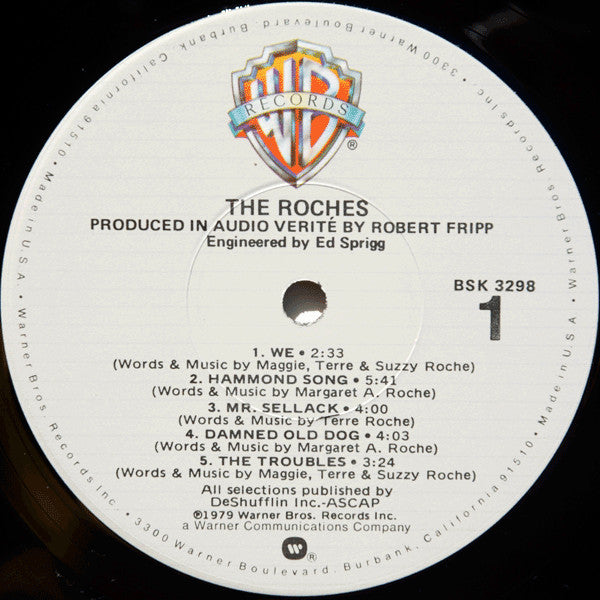 WB
RECORDS
®
THE ROCHES
PRODUCED IN AUDIO VERITÉ BY ROBERT FRIPP
Engineered by Ed Sprigg
BSK 3298
1
1. WE • 2:33
(Words & Music by Maggie, Terre & Suzzy Roche)
2. HAMMOND SONG • 5:41
(Words & Music by Margaret A. Roche)
3. MR. SELLACK • 4:00
(Words & Music by Terre Roche)
4. DAMNED OLD DOG • 4:03
(Words & Music by Margaret A. Roche)
5. THE TROUBLES • 3:24
(Words & Music by Maggie, Terre & Suzzy Roche)
All selections published by
DeShufflin Inc.-ASCAP
℗1979 Warner Bros. Records Inc.
a Warner Communications Company
W®
Warner Bros. Records Inc. • 3300 Warner Boulevard, Burbank, California 91510 • Made in U.S.A. • Warner Bros. Records Inc. • 3300 Warner Boulevard, Burbank, California 91510 • Made in U.S.A. •